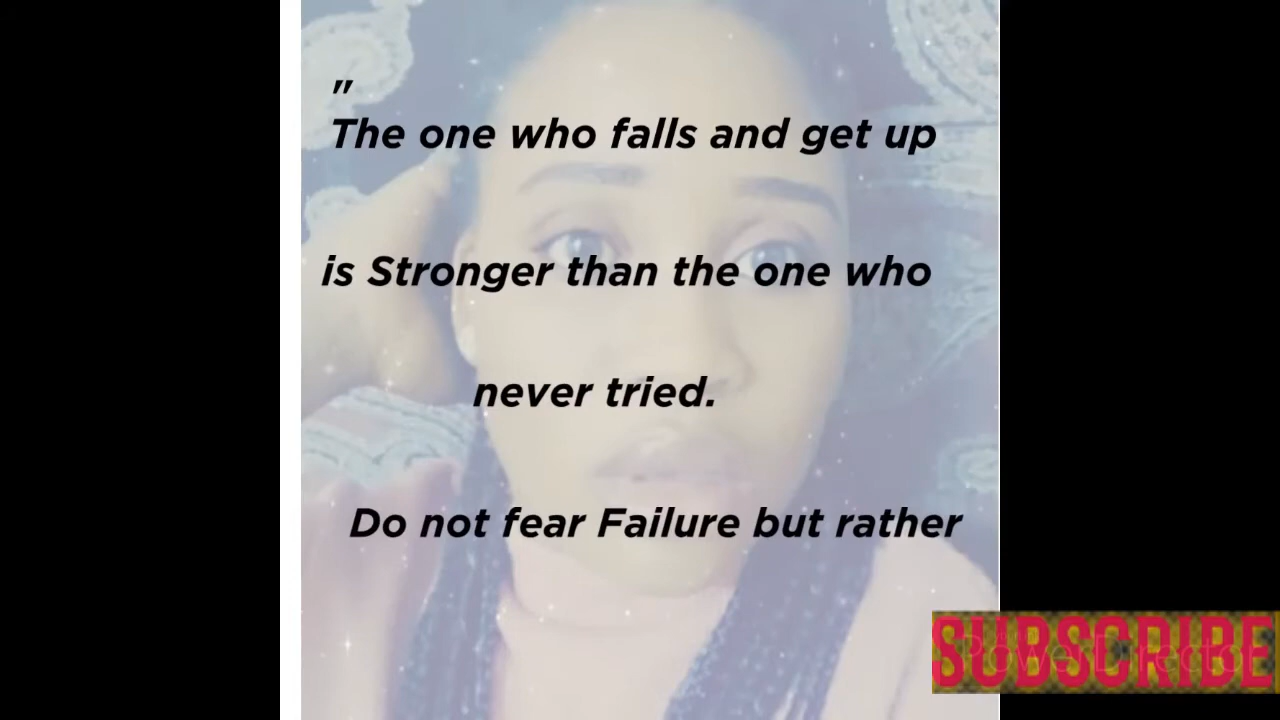 "
The one who falls and get up
is Stronger than the one who
never tried.
Do not fear Failure but rather
SUBSCRIBE
PowerDirector